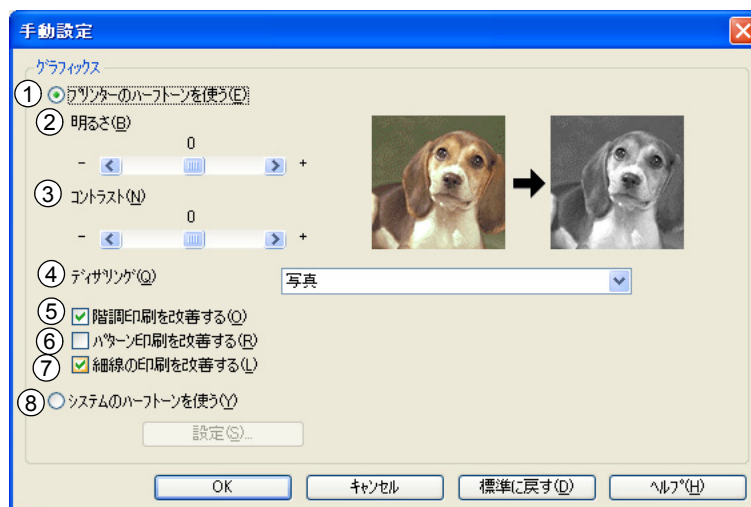 手動設定
ｸﾞﾗﾌｨｯｸｽ
① ﾌﾟﾘﾝﾀｰのﾊｰﾌﾄｰﾝを使う(E)
② 明るさ(B)
0
- +
③ ｺﾝﾄﾗｽﾄ(N)
0
- +
④ ﾃﾞｨｻﾞﾘﾝｸﾞ(Q) 写真
⑤ 階調印刷を改善する(O)
⑥ ﾊﾟﾀｰﾝ印刷を改善する(R)
⑦ 細線の印刷を改善する(L)
⑧ ｼｽﾃﾑのﾊｰﾌﾄｰﾝを使う(Y)
設定(S)...
OK ｷｬﾝｾﾙ 標準に戻す(D) ﾍﾙﾌﾟ(H)